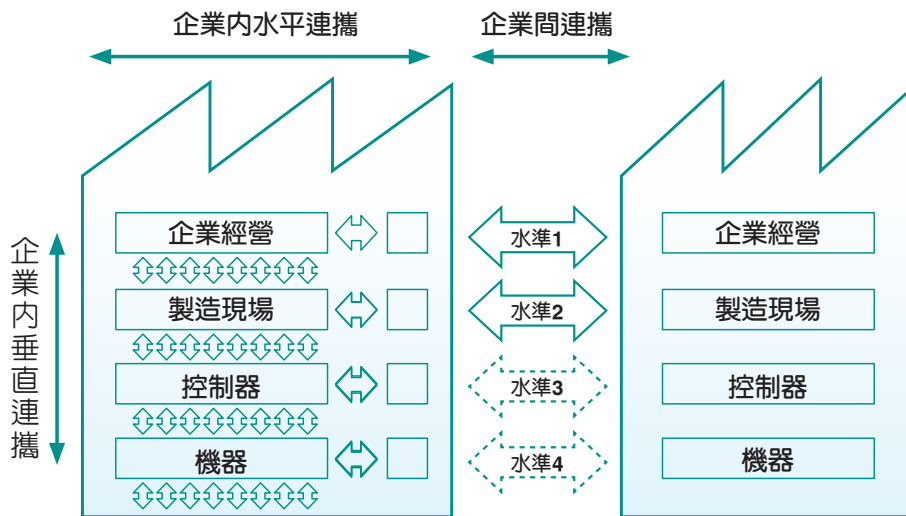 企業内水平連攜
企業間連攜
企業内垂直連攜
企業經營
水準1
企業經營
製造現場
水準2
製造現場
控制器
水準3
控制器
機器
水準4
機器